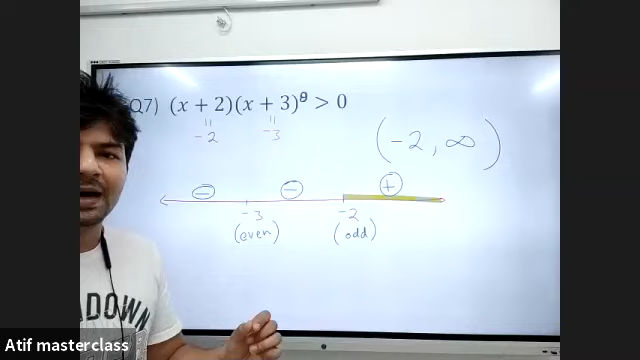 Q7) (x + 2)(x + 3)⁸ > 0
= =
-2 -3
(-2, ∞)
- - +
-3 -2
(even) (odd)
DOWN
Atif masterclass